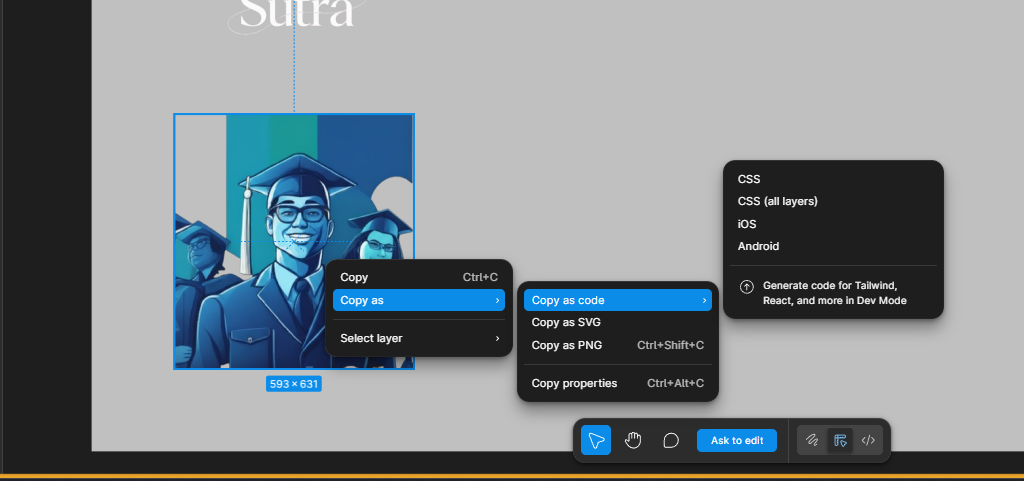 Sutra
CSS
CSS (all layers)
iOS
Android
Generate code for Tailwind,
React, and more in Dev Mode
Copy Ctrl+C
Copy as
Select layer
Copy as code
Copy as SVG
Copy as PNG Ctrl+Shift+C
Copy properties Ctrl+Alt+C
593 × 631
Ask to edit